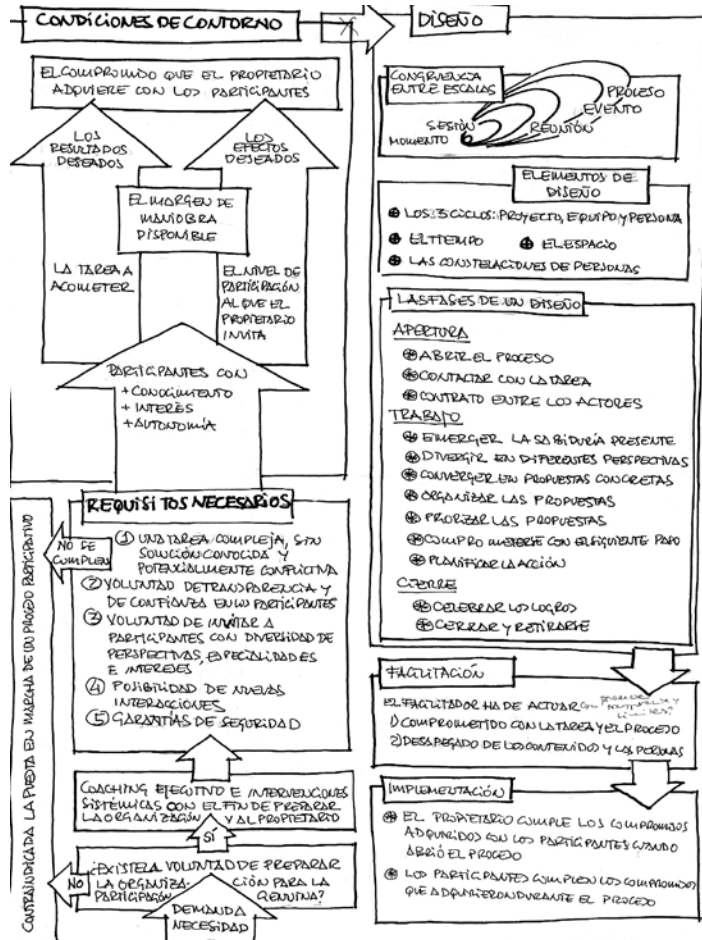 CONDICIONES DE CONTORNO
EL COMPROMISO QUE EL PROPIETARIO
ADQUIERE CON LOS PARTICIPANTES
LOS
RESULTADOS
DESEADOS
LOS
EFECTOS
DESEADOS
EL MARGEN DE
MANIOBRA
DISPONIBLE
LA TAREA A
ACOMETER
EL NIVEL DE
PARTICIPACIÓN
AL QUE EL
PROPIETARIO
INVITA
PARTICIPANTES CON
+ CONOCIMIENTO
+ INTERÉS
+ AUTONOMÍA
REQUISITOS NECESARIOS
NO SE
CUMPLEN
① UNA TAREA COMPLEJA, SIN
SOLUCIÓN CONOCIDA Y
POTENCIALMENTE CONFLICTIVA
② VOLUNTAD DE TRANSPARENCIA Y
DE CONFIANZA EN LOS PARTICIPANTES
③ VOLUNTAD DE INVITAR A
PARTICIPANTES CON DIVERSIDAD DE
PERSPECTIVAS, ESPECIALIDADES
E INTERESES
④ POSIBILIDAD DE NUEVAS
INTERACCIONES
⑤ GARANTÍAS DE SEGURIDAD
COACHING EJECUTIVO E INTERVENCIONES
SISTÉMICAS CON EL FIN DE PREPARAR
LA ORGANIZACIÓN Y AL PROPIETARIO
SÍ
NO
¿EXISTE LA VOLUNTAD DE PREPARAR
LA ORGANIZACIÓN PARA LA
PARTICIPACIÓN GENUINA?
DEMANDA
NECESIDAD
CONTRAINDICADA LA PUESTA EN MARCHA DE UN PROCESO PARTICIPATIVO
DISEÑO
CONGRUENCIA
ENTRE ESCALAS
PROCESO
EVENTO
REUNIÓN
SESIÓN
MOMENTO
ELEMENTOS DE
DISEÑO
⊕ LOS 3 CICLOS: PROYECTO, EQUIPO Y PERSONA
⊕ EL TIEMPO ⊕ EL ESPACIO
⊕ LAS CONSTELACIONES DE PERSONAS
LAS FASES DE UN DISEÑO
APERTURA
⊕ ABRIR EL PROCESO
⊕ CONTACTAR CON LA TAREA
⊕ CONTRATO ENTRE LOS ACTORES
TRABAJO
⊕ EMERGER LA SABIDURÍA PRESENTE
⊕ DIVERGIR EN DIFERENTES PERSPECTIVAS
⊕ CONVERGER EN PROPUESTAS CONCRETAS
⊕ ORGANIZAR LAS PROPUESTAS
⊕ PRIORIZAR LAS PROPUESTAS
⊕ COMPROMETERSE CON EL SIGUIENTE PASO
⊕ PLANIFICAR LA ACCIÓN
CIERRE
⊕ CELEBRAR LOS LOGROS
⊕ CERRAR Y RETIRARSE
FACILITACIÓN
EL FACILITADOR HA DE ACTUAR
1) COMPROMETIDO CON LA TAREA Y EL PROCESO
2) DESAPEGADO DE LOS CONTENIDOS Y LAS PERSONAS
IMPLEMENTACIÓN
⊕ EL PROPIETARIO CUMPLE LOS COMPROMISOS
ADQUIRIDOS CON LOS PARTICIPANTES CUANDO
ABRIÓ EL PROCESO
⊕ LOS PARTICIPANTES CUMPLEN LOS COMPROMISOS
QUE ADQUIRIERON DURANTE EL PROCESO